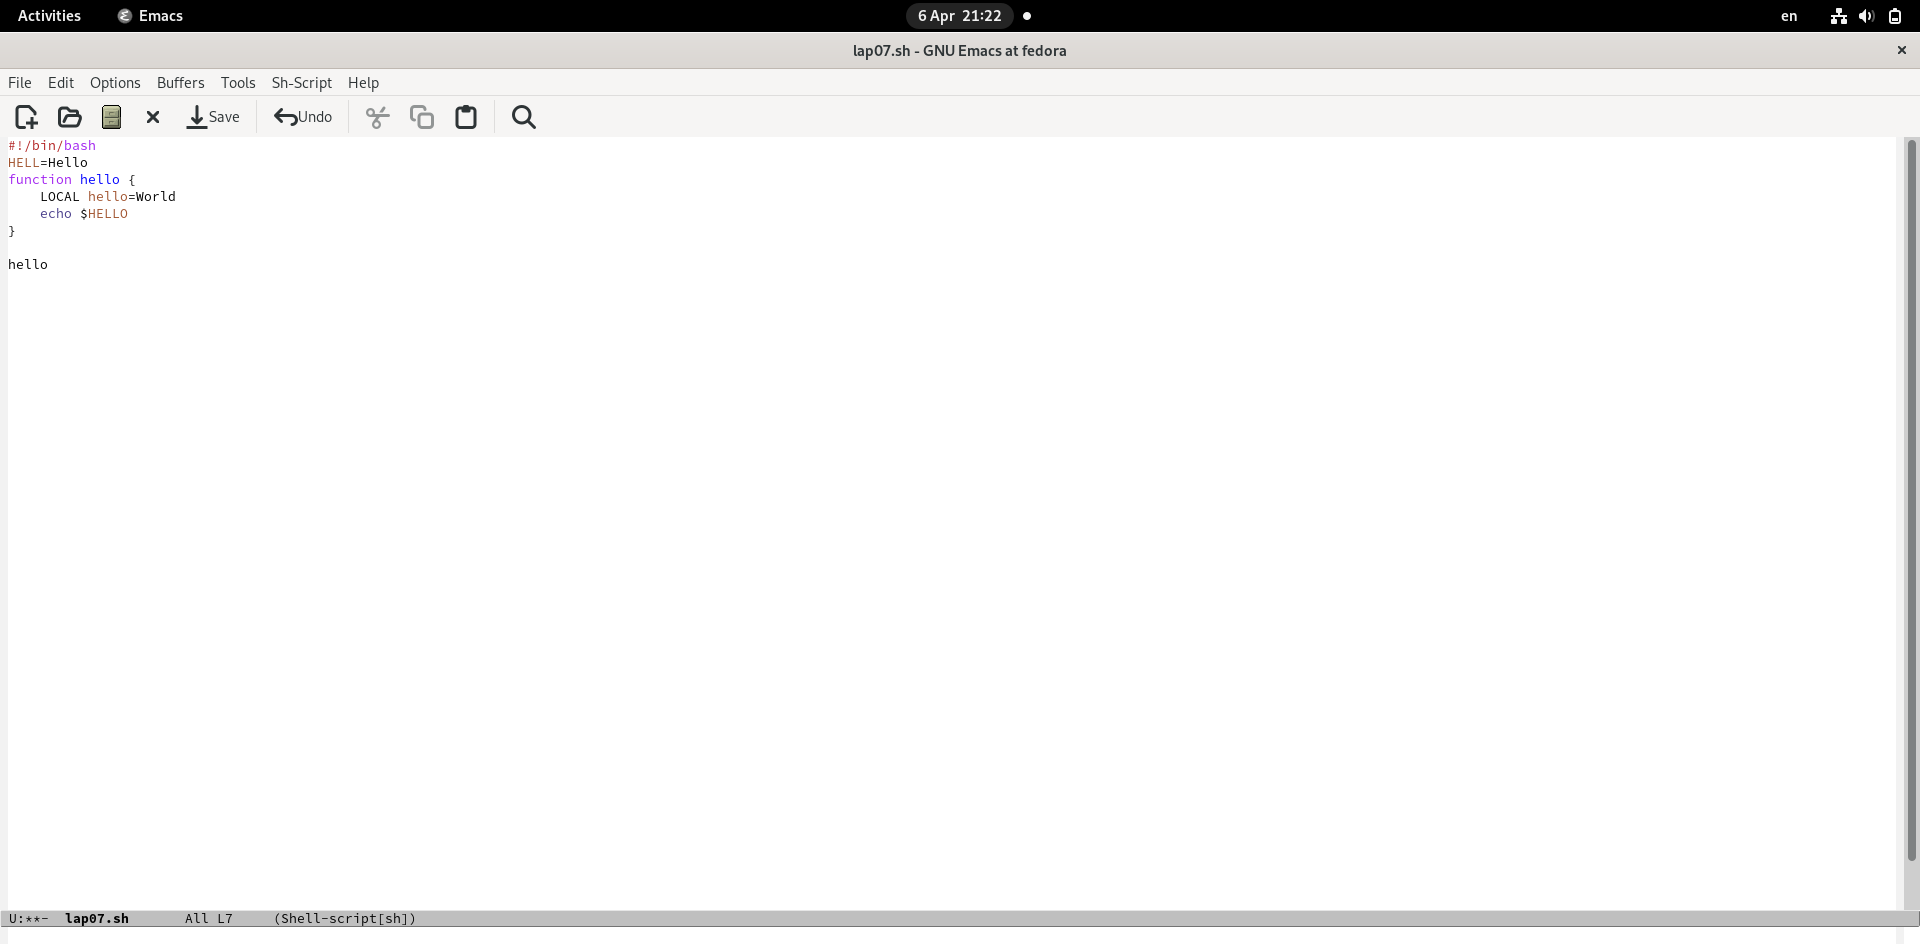 Activities Emacs 6 Apr 21:22 en
lap07.sh - GNU Emacs at fedora
File Edit Options Buffers Tools Sh-Script Help
Save Undo
#!/bin/bash
HELL=Hello
function hello {
    LOCAL hello=World
    echo $HELLO
}
hello
U:**- lap07.sh All L7 (Shell-script[sh])